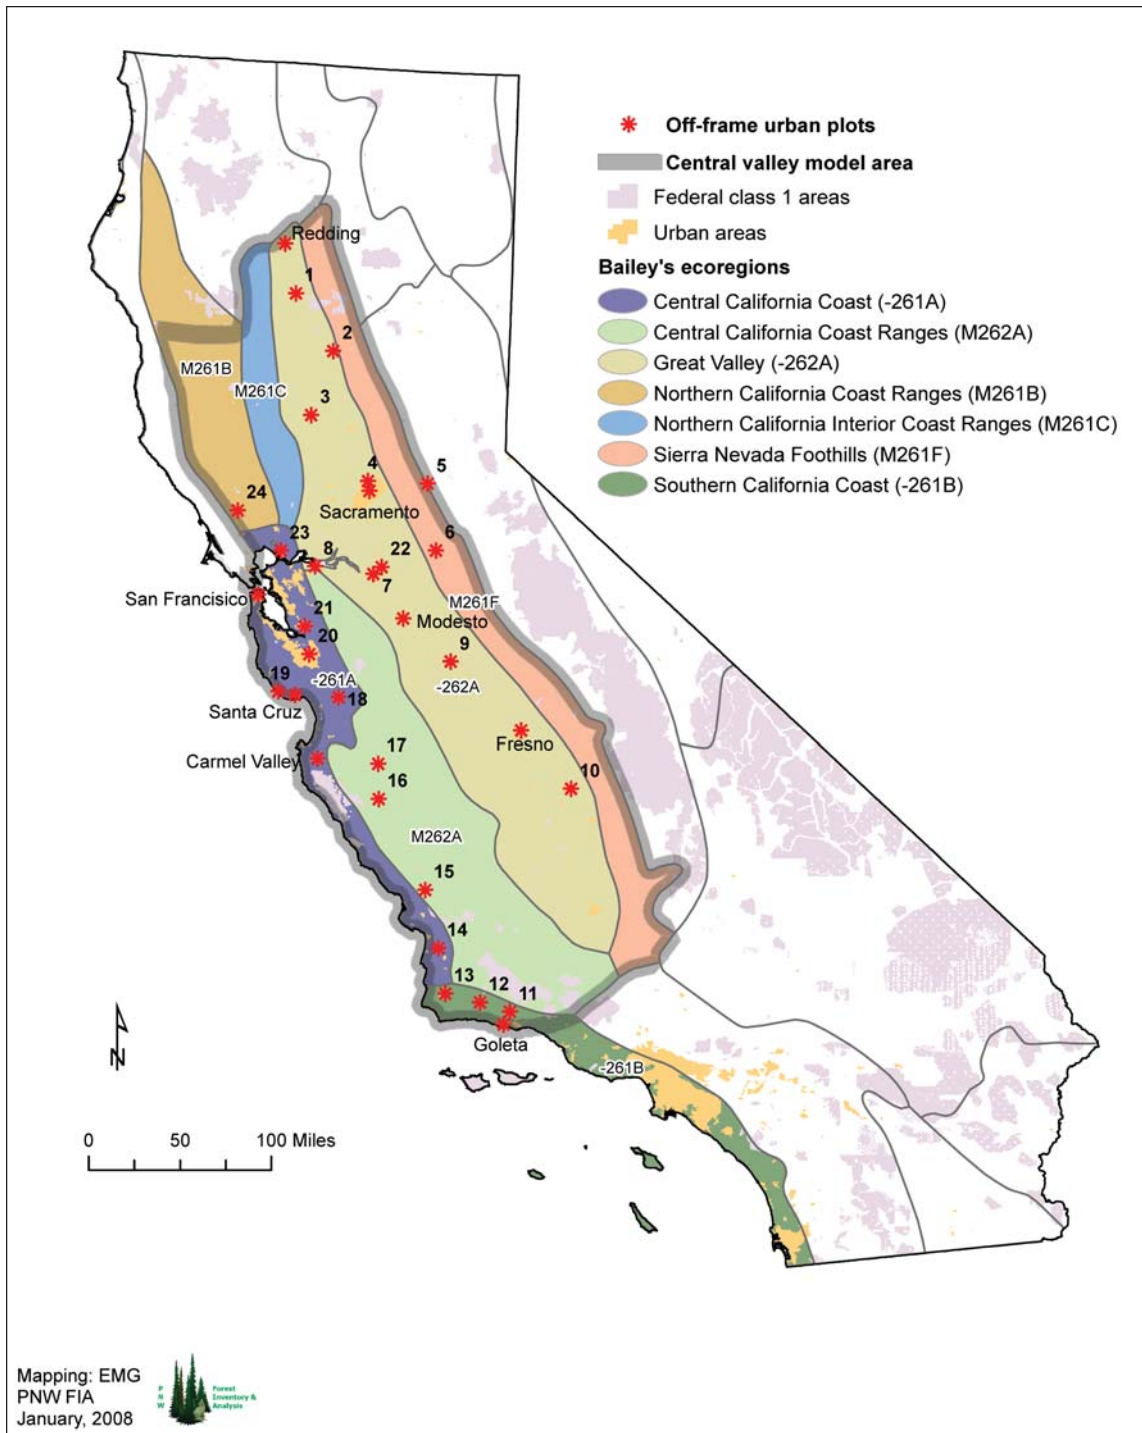 Off-frame urban plots
Central valley model area
Federal class 1 areas
Urban areas
Bailey's ecoregions
Central California Coast (-261A)
Central California Coast Ranges (M262A)
Great Valley (-262A)
Northern California Coast Ranges (M261B)
Northern California Interior Coast Ranges (M261C)
Sierra Nevada Foothills (M261F)
Southern California Coast (-261B)
Redding
1
2
M261B
M261C
3
4
5
24
Sacramento
23
8
22
6
7
San Francisico
M261F
21
Modesto
20
9
-261A
-262A
19
18
Santa Cruz
Fresno
Carmel Valley
17
10
16
M262A
15
14
13
12
11
Goleta
-261B
N
0 50 100 Miles
Mapping: EMG
PNW FIA
January, 2008
P
N
W
Forest
Inventory &
Analysis